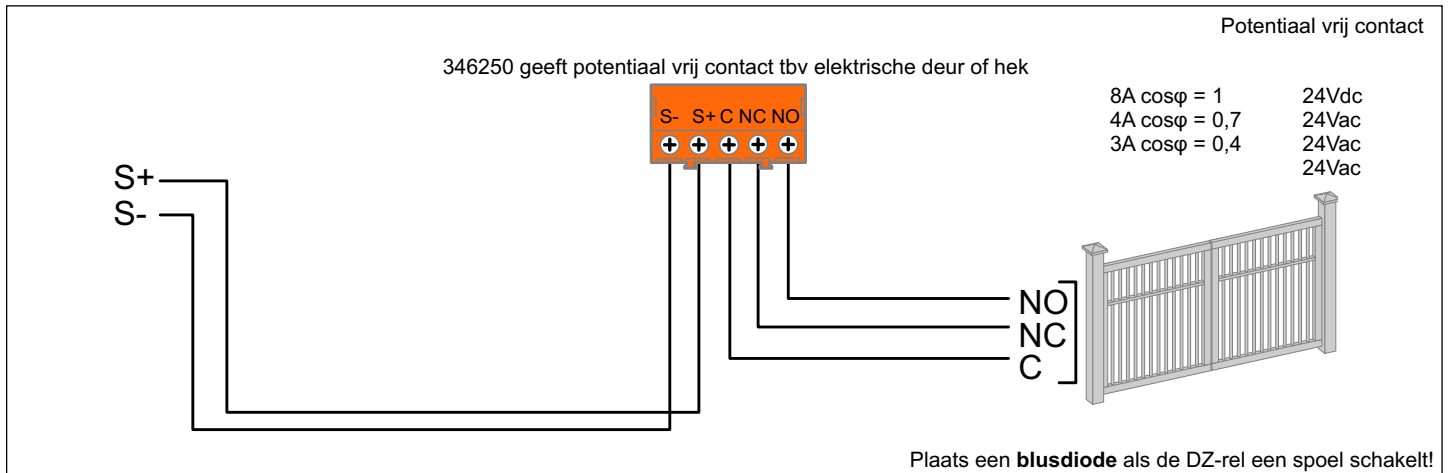 Potentiaal vrij contact
346250 geeft potentiaal vrij contact tbv elektrische deur of hek
8A cosφ = 1 24Vdc
4A cosφ = 0,7 24Vac
3A cosφ = 0,4 24Vac
24Vac
S- S+ C NC NO
S+
S-
NO
NC
C
Plaats een blusdiode als de DZ-rel een spoel schakelt!